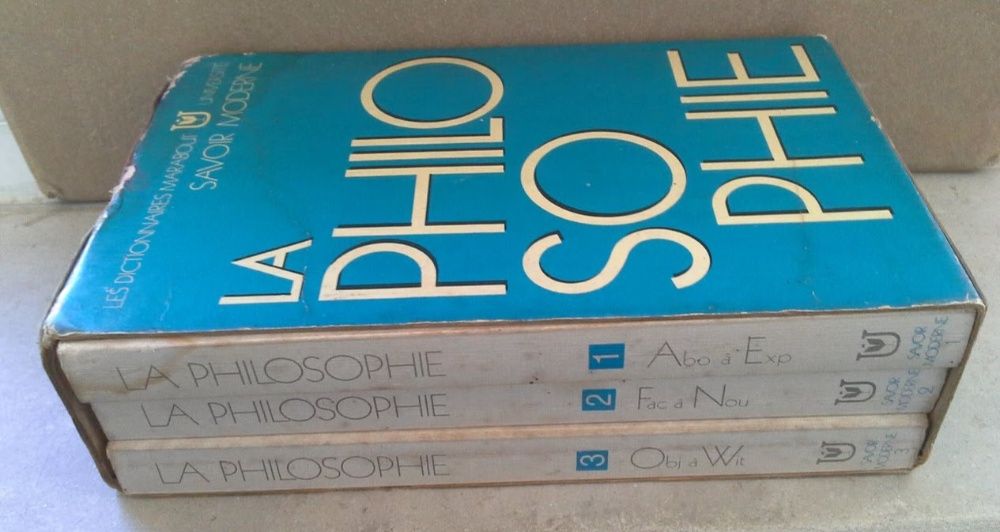 LES DICTIONNAIRES MARABOUT UNIVERSITÉ
SAVOIR MODERNE
LA
PHILO
SO
PHIE
LA PHILOSOPHIE 1 Abo à Exp SAVOIR MODERNE 1
LA PHILOSOPHIE 2 Fac à Nou SAVOIR MODERNE 2
LA PHILOSOPHIE 3 Obj à Wit SAVOIR MODERNE 3